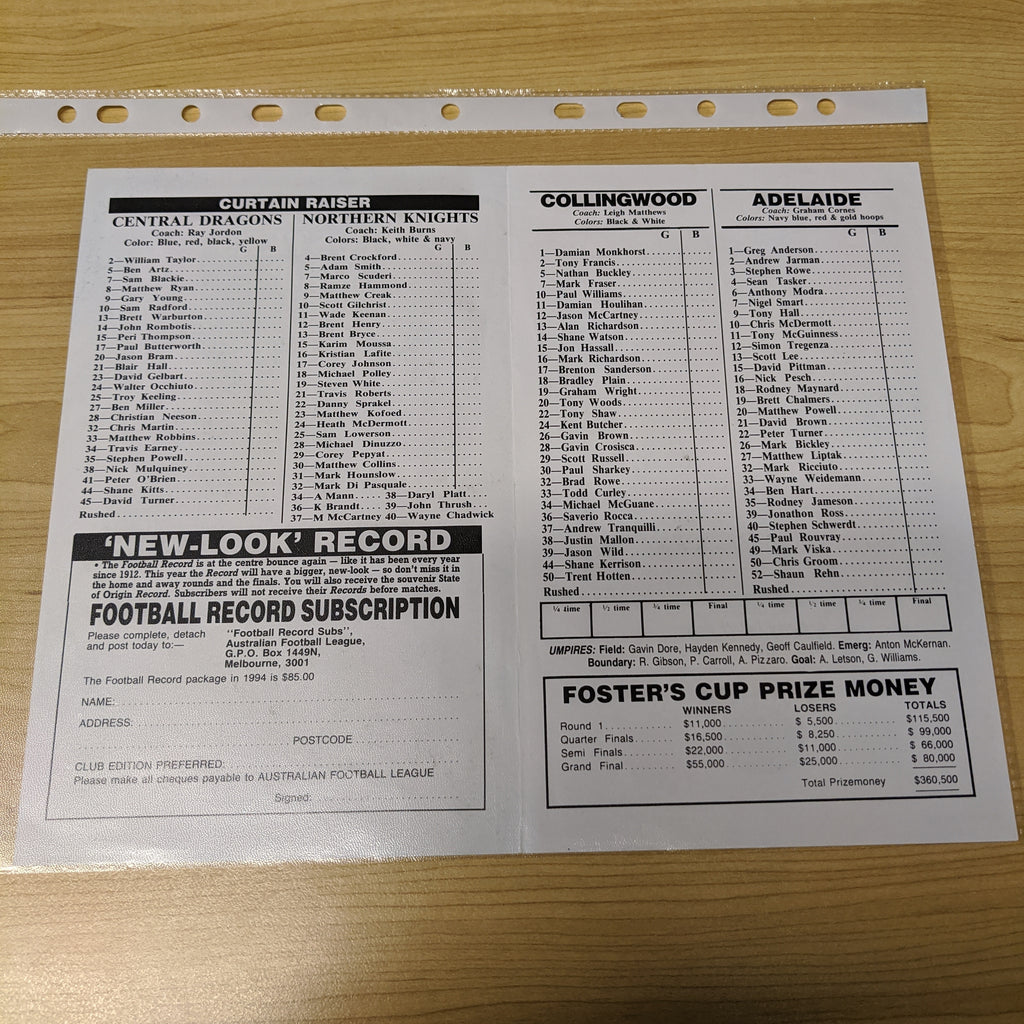 CURTAIN RAISER
CENTRAL DRAGONS
Coach: Ray Jordon
Color: Blue, red, black, yellow
G B
2—William Taylor
5—Ben Artz
7—Sam Blackie
8—Matthew Ryan
9—Gary Young
10—Sam Radford
13—Brett Warburton
14—John Rombotis
15—Peri Thompson
17—Paul Butterworth
20—Jason Bram
21—Blair Hall
23—David Gelbart
24—Walter Occhiuto
25—Troy Keeling
27—Ben Miller
28—Christian Neeson
32—Chris Martin
33—Matthew Robbins
34—Travis Earney
35—Stephen Powell
38—Nick Mulquiney
41—Peter O'Brien
44—Shane Kitts
45—David Turner
Rushed
NORTHERN KNIGHTS
Coach: Keith Burns
Colors: Black, white & navy
G B
4—Brent Crockford
5—Adam Smith
7—Marco Scuderi
8—Ramze Hammond
9—Matthew Creak
10—Scott Gilchrist
11—Wade Keenan
12—Brent Henry
13—Brent Bryce
15—Karim Moussa
16—Kristian Lafite
17—Corey Johnson
18—Michael Polley
19—Steven White
21—Travis Roberts
22—Danny Sprakel
23—Matthew Kofoed
24—Heath McDermott
25—Sam Lowerson
28—Michael Dinuzzo
29—Corey Pepyat
30—Matthew Collins
31—Mark Hounslow
32—Mark Di Pasquale
34—A Mann.... 38—Daryl Platt....
36—K Brandt.... 39—John Thrush...
37—M McCartney 40—Wayne Chadwick
'NEW-LOOK' RECORD
• The Football Record is at the centre bounce again — like it has been every year
since 1912. This year the Record will have a bigger, new-look — so don't miss it in
the home and away rounds and the finals. You will also receive the souvenir State
of Origin Record. Subscribers will not receive their Records before matches.
FOOTBALL RECORD SUBSCRIPTION
Please complete, detach
and post today to:—
"Football Record Subs",
Australian Football League,
G.P.O. Box 1449N,
Melbourne, 3001
The Football Record package in 1994 is $85.00
NAME:
ADDRESS:
POSTCODE
CLUB EDITION PREFERRED:
Please make all cheques payable to AUSTRALIAN FOOTBALL LEAGUE
Signed:
COLLINGWOOD
Coach: Leigh Matthews
Colors: Black & White
G B
1—Damian Monkhorst
2—Tony Francis
5—Nathan Buckley
7—Mark Fraser
10—Paul Williams
11—Damian Houlihan
12—Jason McCartney
13—Alan Richardson
14—Shane Watson
15—Jon Hassall
16—Mark Richardson
17—Brenton Sanderson
18—Bradley Plain
19—Graham Wright
20—Tony Woods
22—Tony Shaw
24—Kent Butcher
26—Gavin Brown
28—Gavin Crosisca
29—Scott Russell
30—Paul Sharkey
32—Brad Rowe
33—Todd Curley
34—Michael McGuane
36—Saverio Rocca
37—Andrew Tranquilli
38—Justin Mallon
39—Jason Wild
44—Shane Kerrison
50—Trent Hotten
Rushed
ADELAIDE
Coach: Graham Cornes
Colors: Navy blue, red & gold hoops
G B
1—Greg Anderson
2—Andrew Jarman
3—Stephen Rowe
4—Sean Tasker
6—Anthony Modra
7—Nigel Smart
9—Tony Hall
10—Chris McDermott
11—Tony McGuinness
12—Simon Tregenza
13—Scott Lee
15—David Pittman
16—Nick Pesch
18—Rodney Maynard
19—Brett Chalmers
20—Matthew Powell
21—David Brown
22—Peter Turner
26—Mark Bickley
27—Matthew Liptak
32—Mark Ricciuto
33—Wayne Weidemann
34—Ben Hart
35—Rodney Jameson
39—Jonathon Ross
40—Stephen Schwerdt
45—Paul Rouvray
49—Mark Viska
50—Chris Groom
52—Shaun Rehn
Rushed
¼ time ½ time ¾ time Final ¼ time ½ time ¾ time Final
UMPIRES: Field: Gavin Dore, Hayden Kennedy, Geoff Caulfield. Emerg: Anton McKernan.
Boundary: R. Gibson, P. Carroll, A. Pizzaro. Goal: A. Letson, G. Williams.
FOSTER'S CUP PRIZE MONEY
WINNERS LOSERS TOTALS
Round 1 $11,000 $ 5,500 $115,500
Quarter Finals $16,500 $ 8,250 $ 99,000
Semi Finals $22,000 $11,000 $ 66,000
Grand Final $55,000 $25,000 $ 80,000
Total Prizemoney $360,500